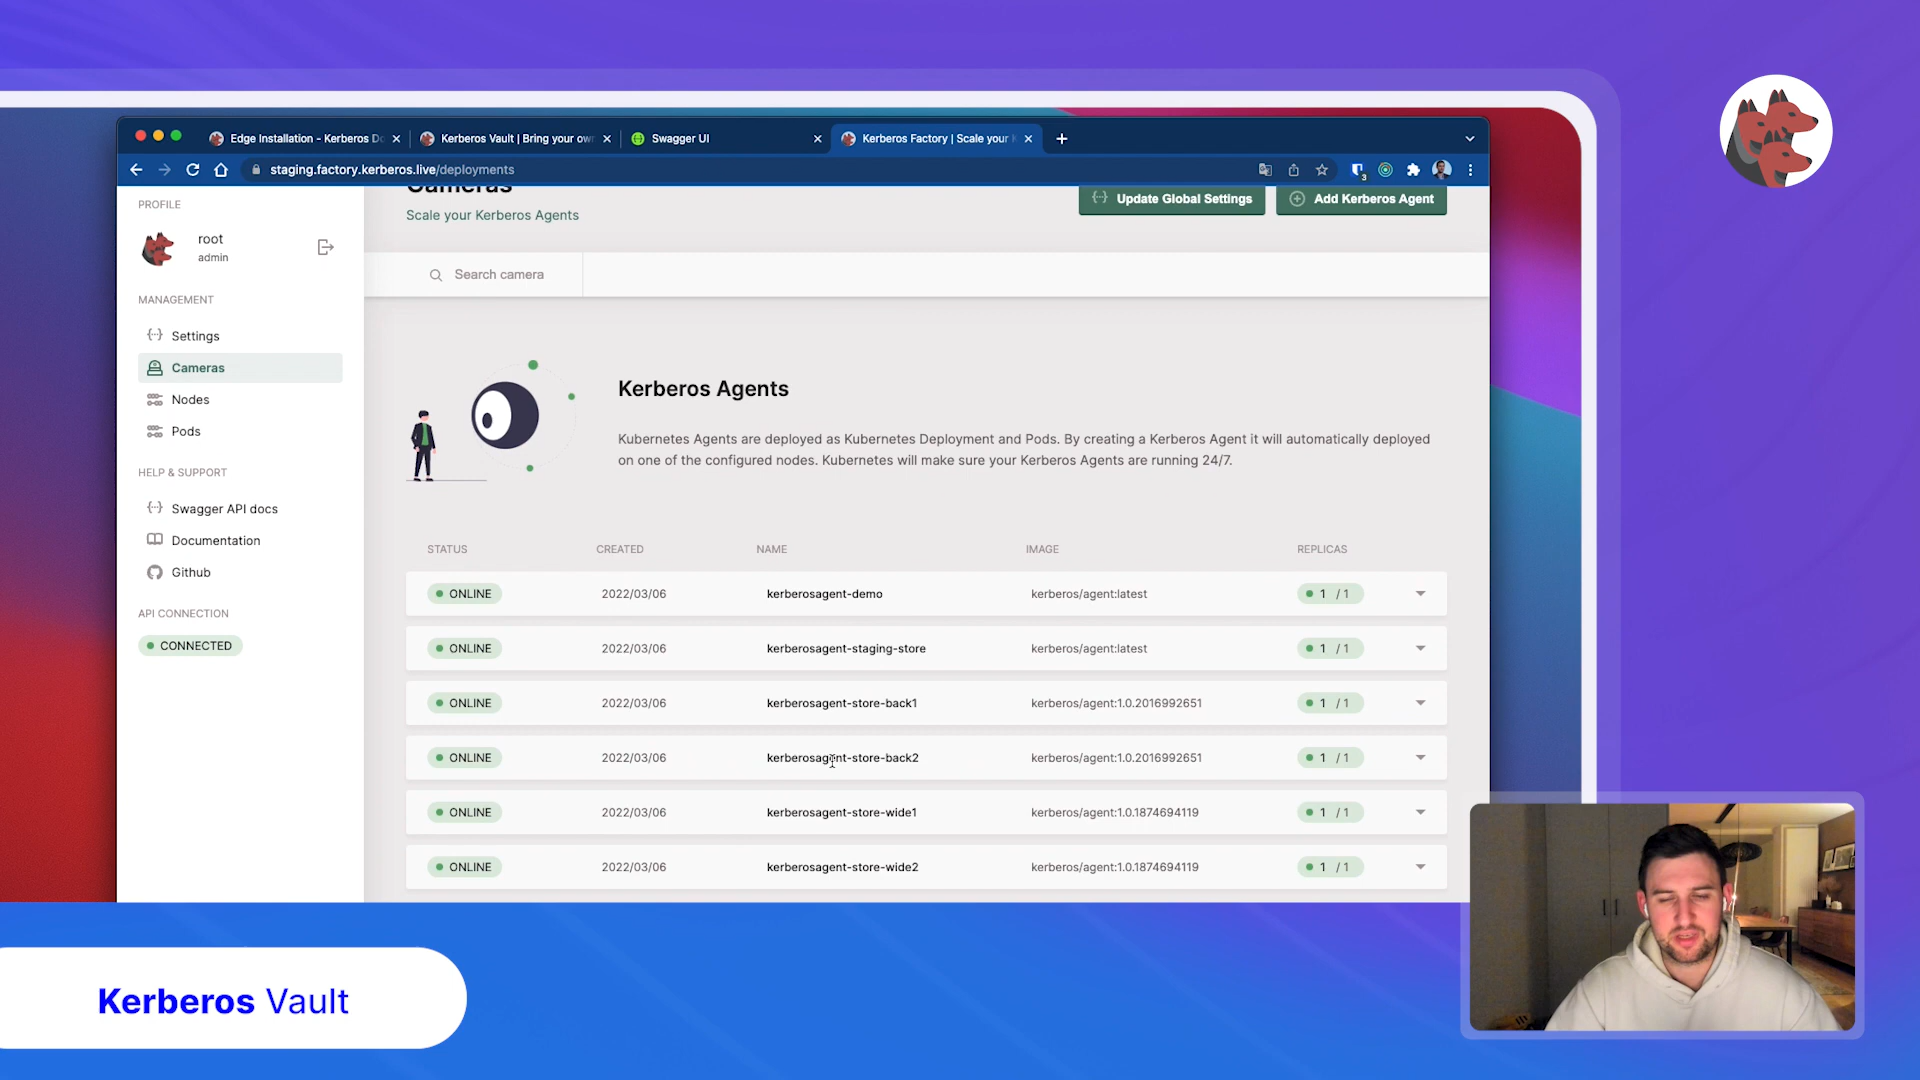 Edge Installation - Kerberos Do
Kerberos Vault | Bring your own
Swagger UI
Kerberos Factory | Scale your K
staging.factory.kerberos.live/deployments
3
PROFILE
root
admin
MANAGEMENT
Settings
Cameras
Nodes
Pods
HELP & SUPPORT
Swagger API docs
Documentation
Github
API CONNECTION
CONNECTED
Cameras
Scale your Kerberos Agents
Update Global Settings
Add Kerberos Agent
Search camera
Kerberos Agents
Kubernetes Agents are deployed as Kubernetes Deployment and Pods. By creating a Kerberos Agent it will automatically deployed
on one of the configured nodes. Kubernetes will make sure your Kerberos Agents are running 24/7.
STATUS CREATED NAME IMAGE REPLICAS
ONLINE 2022/03/06 kerberosagent-demo kerberos/agent:latest 1 / 1
ONLINE 2022/03/06 kerberosagent-staging-store kerberos/agent:latest 1 / 1
ONLINE 2022/03/06 kerberosagent-store-back1 kerberos/agent:1.0.2016992651 1 / 1
ONLINE 2022/03/06 kerberosagent-store-back2 kerberos/agent:1.0.2016992651 1 / 1
ONLINE 2022/03/06 kerberosagent-store-wide1 kerberos/agent:1.0.1874694119 1 / 1
ONLINE 2022/03/06 kerberosagent-store-wide2 kerberos/agent:1.0.1874694119 1 / 1
Kerberos Vault